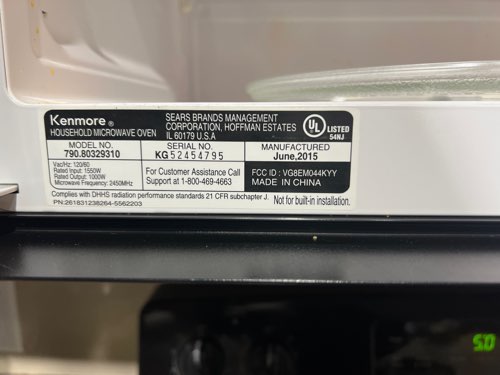 Kenmore ®
HOUSEHOLD MICROWAVE OVEN
SEARS BRANDS MANAGEMENT
CORPORATION, HOFFMAN ESTATES
IL 60179 U.S.A
UL LISTED
54NJ
MODEL NO.
790.80329310
SERIAL NO.
KG52454795
MANUFACTURED
June,2015
Vac/Hz: 120/60
Rated Input: 1550W
Rated Output: 1000W
Microwave Frequency: 2450MHz
For Customer Assistance Call
Support at 1-800-469-4663
FCC ID : VG8EM044KYY
MADE IN CHINA
Complies with DHHS radiation performance standards 21 CFR subchapter J.
Not for built-in installation.
PN:261831238264-5562203